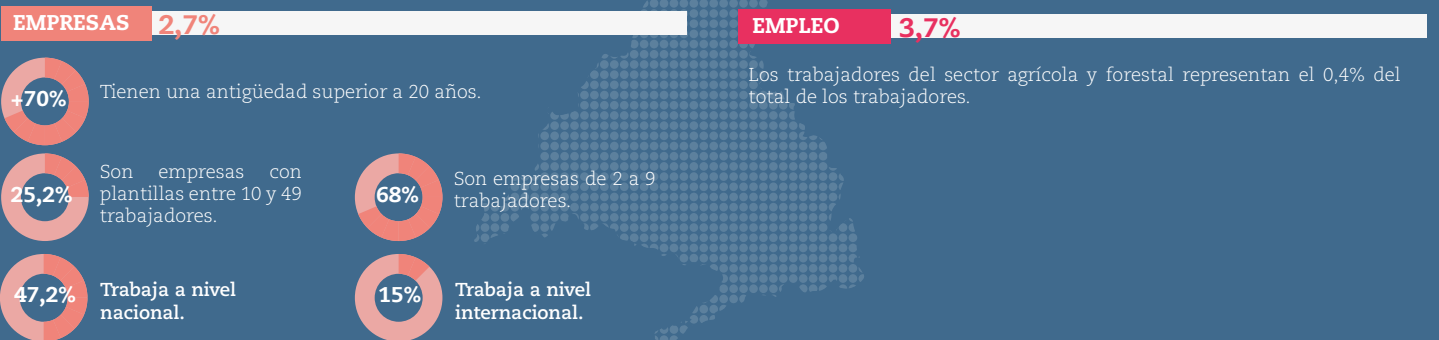 EMPRESAS 2,7%
+70% Tienen una antigüedad superior a 20 años.
25,2% Son empresas con
plantillas entre 10 y 49
trabajadores.
68% Son empresas de 2 a 9
trabajadores.
47,2% Trabaja a nivel
nacional.
15% Trabaja a nivel
internacional.
EMPLEO 3,7%
Los trabajadores del sector agrícola y forestal representan el 0,4% del
total de los trabajadores.